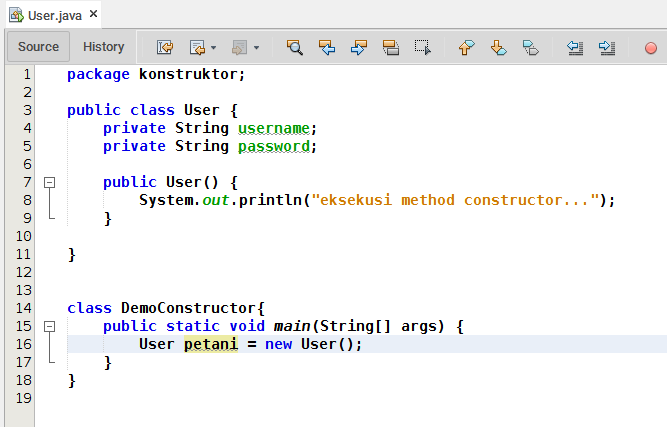 User.java
Source History
1 package konstruktor;
2
3 public class User {
4     private String username;
5     private String password;
6
7     public User() {
8         System.out.println("eksekusi method constructor...");
9     }
10
11 }
12
13
14 class DemoConstructor{
15     public static void main(String[] args) {
16         User petani = new User();
17     }
18 }
19